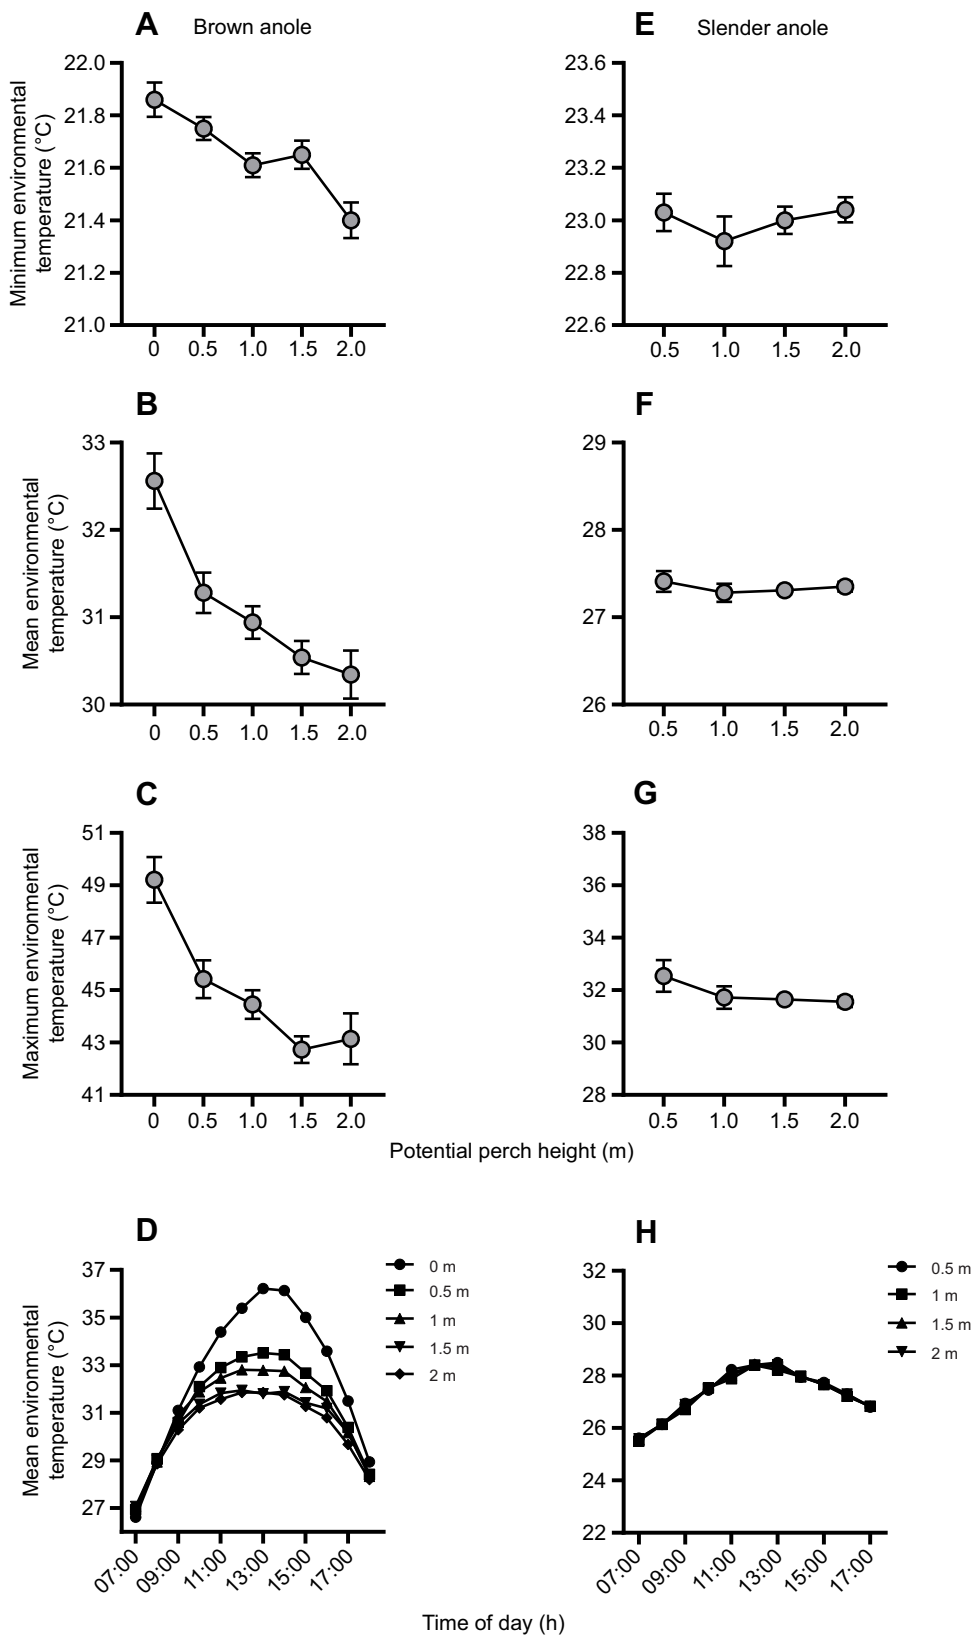 A Brown anole
E Slender anole
Minimum environmental
temperature (°C)
22.0
21.8
21.6
21.4
21.2
21.0
0 0.5 1.0 1.5 2.0
23.6
23.4
23.2
23.0
22.8
22.6
0.5 1.0 1.5 2.0
B
F
Mean environmental
temperature (°C)
33
32
31
30
0 0.5 1.0 1.5 2.0
29
28
27
26
0.5 1.0 1.5 2.0
C
G
Maximum environmental
temperature (°C)
51
49
47
45
43
41
0 0.5 1.0 1.5 2.0
38
36
34
32
30
28
0.5 1.0 1.5 2.0
Potential perch height (m)
D
H
Mean environmental
temperature (°C)
37
35
33
31
29
27
07:00 09:00 11:00 13:00 15:00 17:00
0 m
0.5 m
1 m
1.5 m
2 m
32
30
28
26
24
22
07:00 09:00 11:00 13:00 15:00 17:00
0.5 m
1 m
1.5 m
2 m
Time of day (h)